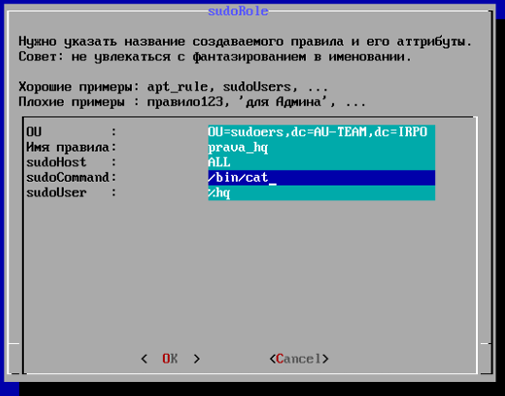 sudoRole
Нужно указать название создаваемого правила и его аттрибуты.
Совет: не увлекаться с фантазированием в именовании.
Хорошие примеры: apt_rule, sudoUsers, ...
Плохие примеры : правило123, 'для Админа', ...
OU : OU=sudoers,dc=AU-TEAM,dc=IRPO
Имя правила: prava_hq
sudoHost : ALL
sudoCommand: /bin/cat_
sudoUser : %hq
< OK > <Cancel>